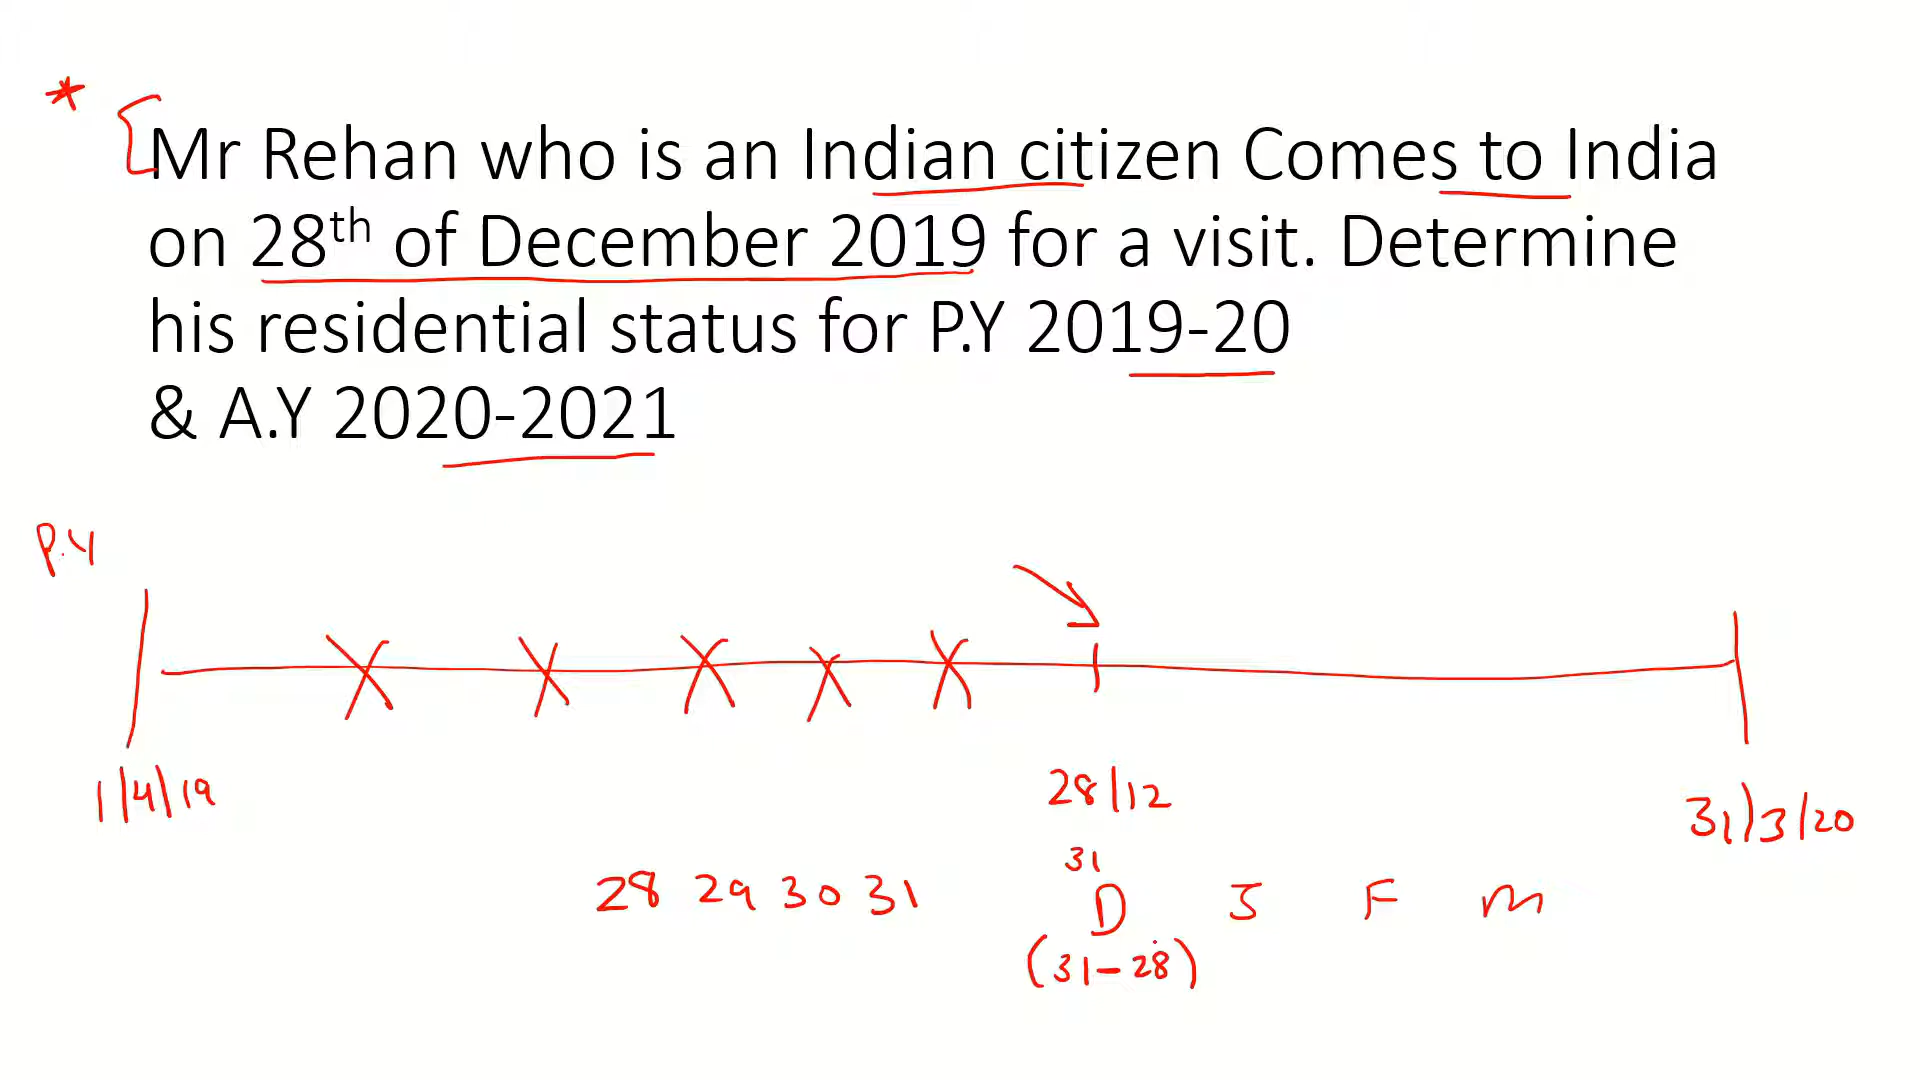 *
Mr Rehan who is an Indian citizen Comes to India
on 28th of December 2019 for a visit. Determine
his residential status for P.Y 2019-20
& A.Y 2020-2021
P.Y
1/4/19
28/12
31/3/20
31
28 29 30 31 D J F M
(31-28)